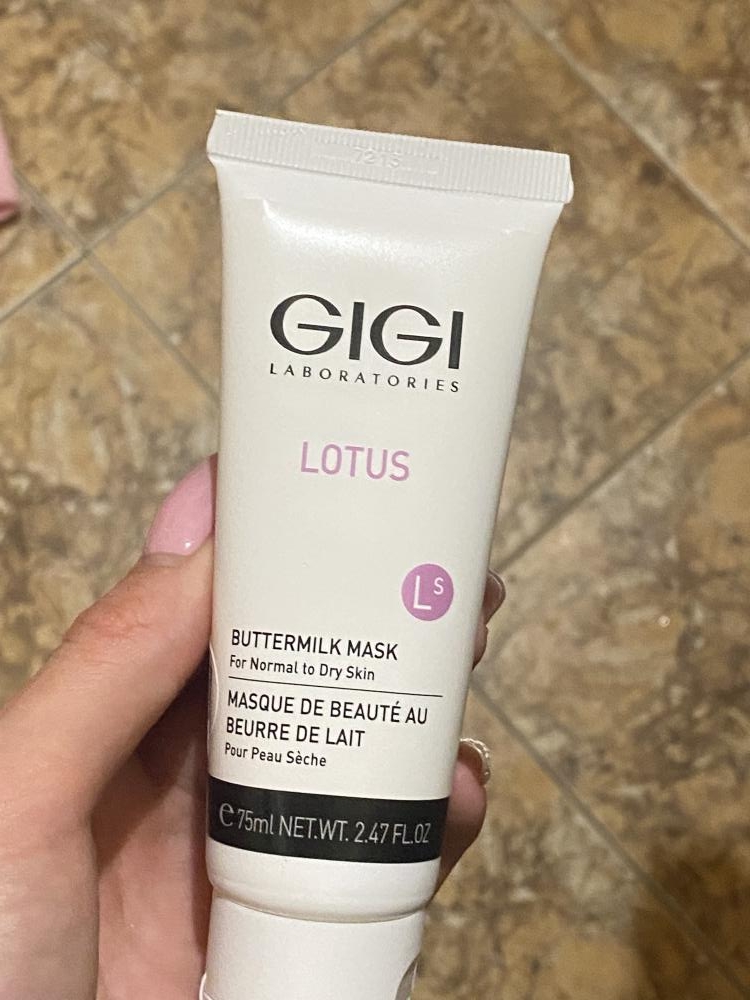 7215
GIGI
LABORATORIES
LOTUS
LS
BUTTERMILK MASK
For Normal to Dry Skin
MASQUE DE BEAUTÉ AU
BEURRE DE LAIT
Pour Peau Sèche
℮ 75ml NET.WT. 2.47 FL.OZ